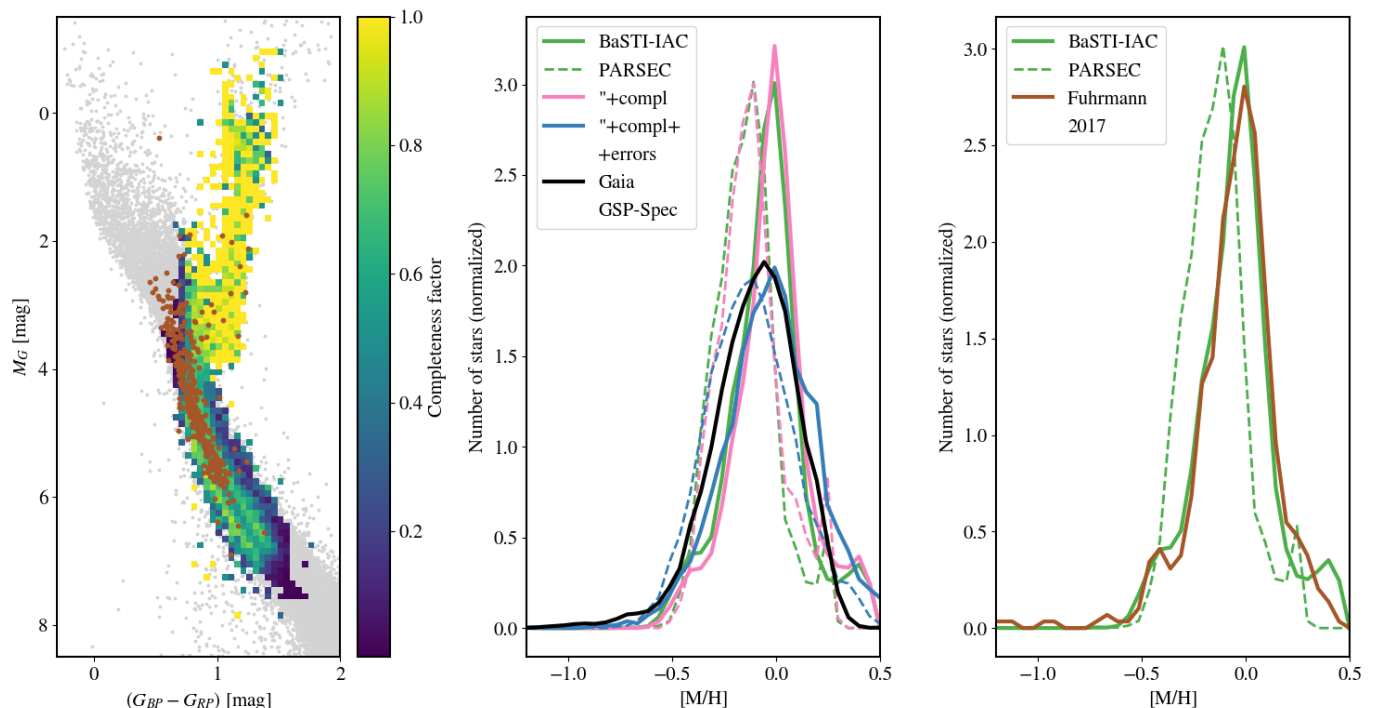 0
2
4
6
8
M_G [mag]
0
1
2
(G_BP − G_RP) [mag]
1.0
0.8
0.6
0.4
0.2
Completeness factor
BaSTI-IAC
PARSEC
"+compl
"+compl+
+errors
Gaia
GSP-Spec
3.0
2.5
2.0
1.5
1.0
0.5
0.0
Number of stars (normalized)
−1.0
−0.5
0.0
0.5
[M/H]
BaSTI-IAC
PARSEC
Fuhrmann
2017
3.0
2.5
2.0
1.5
1.0
0.5
0.0
Number of stars (normalized)
−1.0
−0.5
0.0
0.5
[M/H]